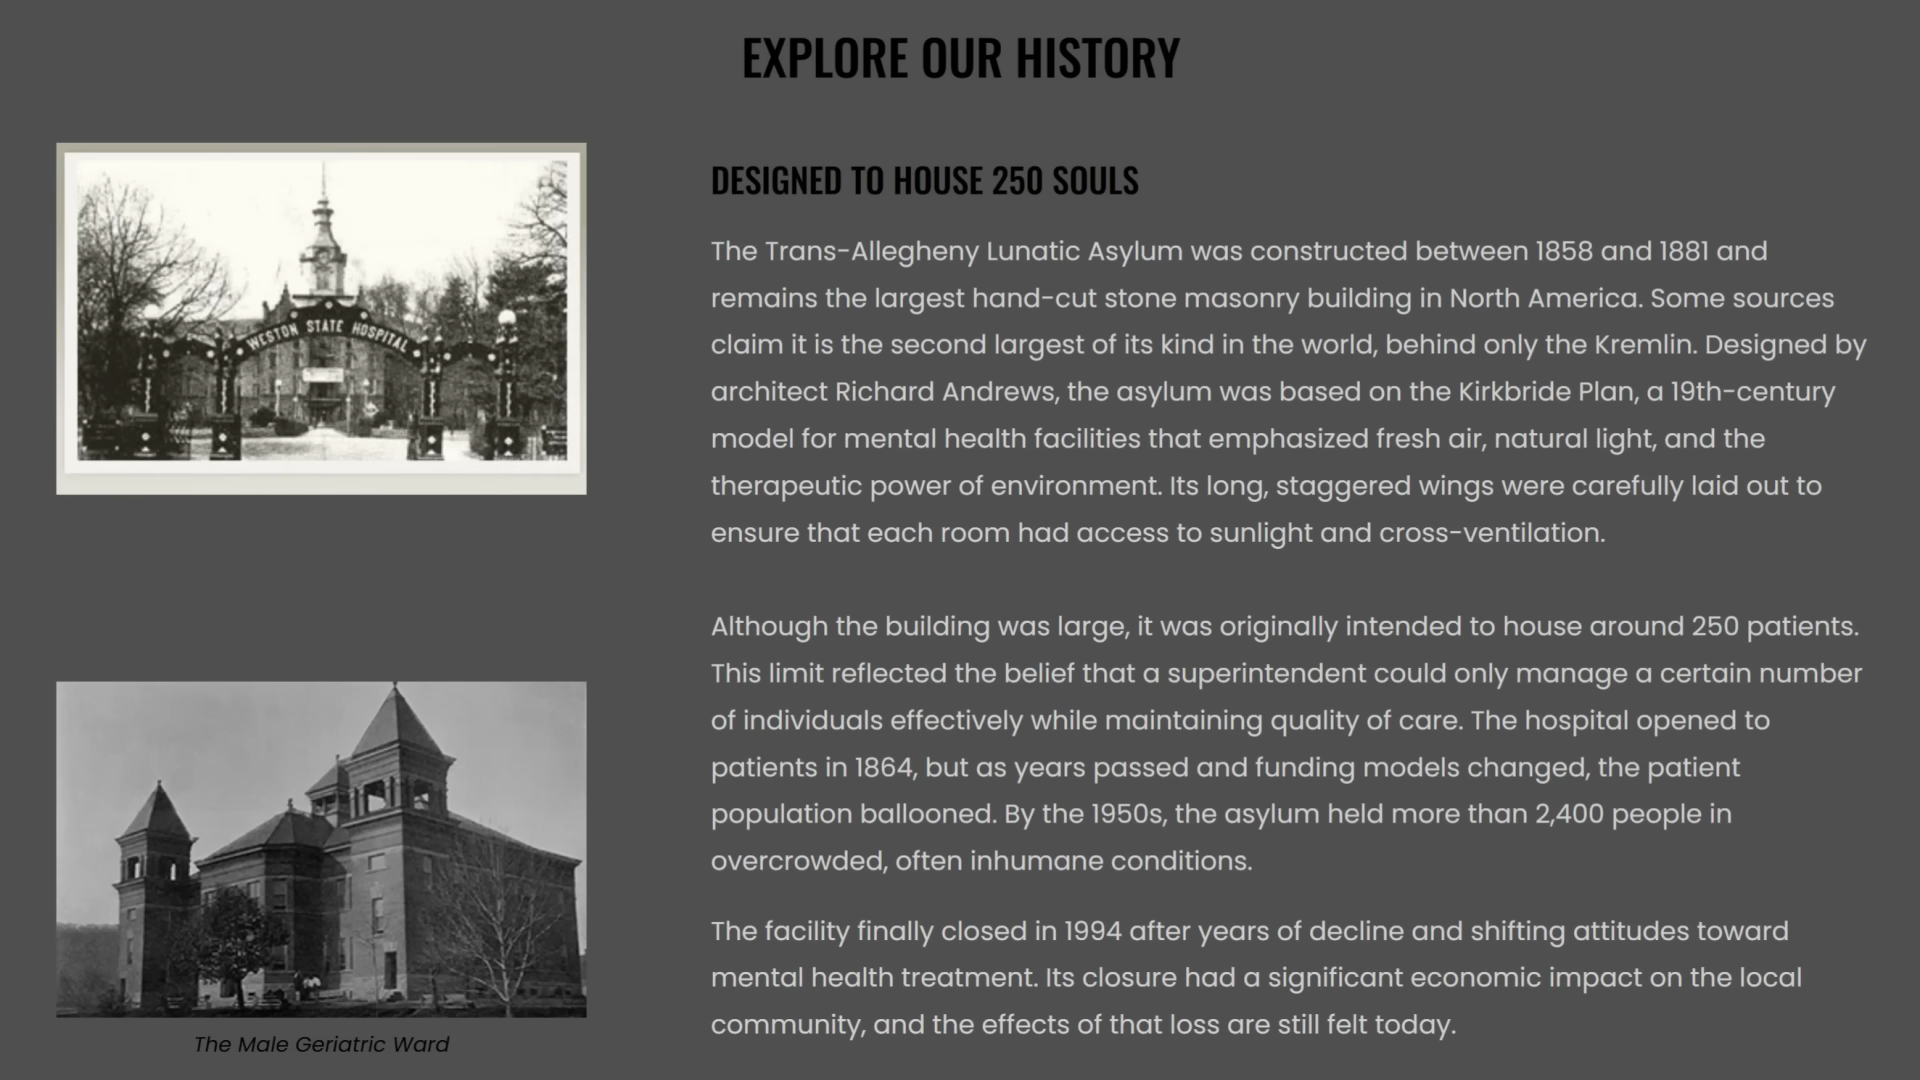 EXPLORE OUR HISTORY
WESTON STATE HOSPITAL
DESIGNED TO HOUSE 250 SOULS
The Trans-Allegheny Lunatic Asylum was constructed between 1858 and 1881 and
remains the largest hand-cut stone masonry building in North America. Some sources
claim it is the second largest of its kind in the world, behind only the Kremlin. Designed by
architect Richard Andrews, the asylum was based on the Kirkbride Plan, a 19th-century
model for mental health facilities that emphasized fresh air, natural light, and the
therapeutic power of environment. Its long, staggered wings were carefully laid out to
ensure that each room had access to sunlight and cross-ventilation.
Although the building was large, it was originally intended to house around 250 patients.
This limit reflected the belief that a superintendent could only manage a certain number
of individuals effectively while maintaining quality of care. The hospital opened to
patients in 1864, but as years passed and funding models changed, the patient
population ballooned. By the 1950s, the asylum held more than 2,400 people in
overcrowded, often inhumane conditions.
The facility finally closed in 1994 after years of decline and shifting attitudes toward
mental health treatment. Its closure had a significant economic impact on the local
community, and the effects of that loss are still felt today.
The Male Geriatric Ward